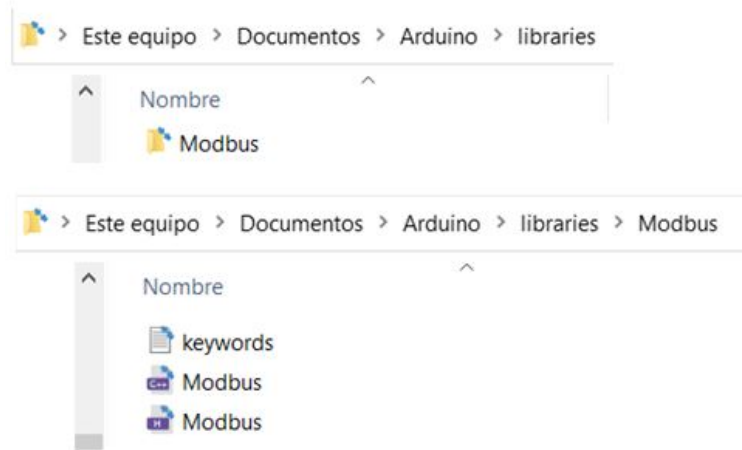 > Este equipo > Documentos > Arduino > libraries
Nombre
Modbus
> Este equipo > Documentos > Arduino > libraries > Modbus
Nombre
keywords
C++ Modbus
H Modbus